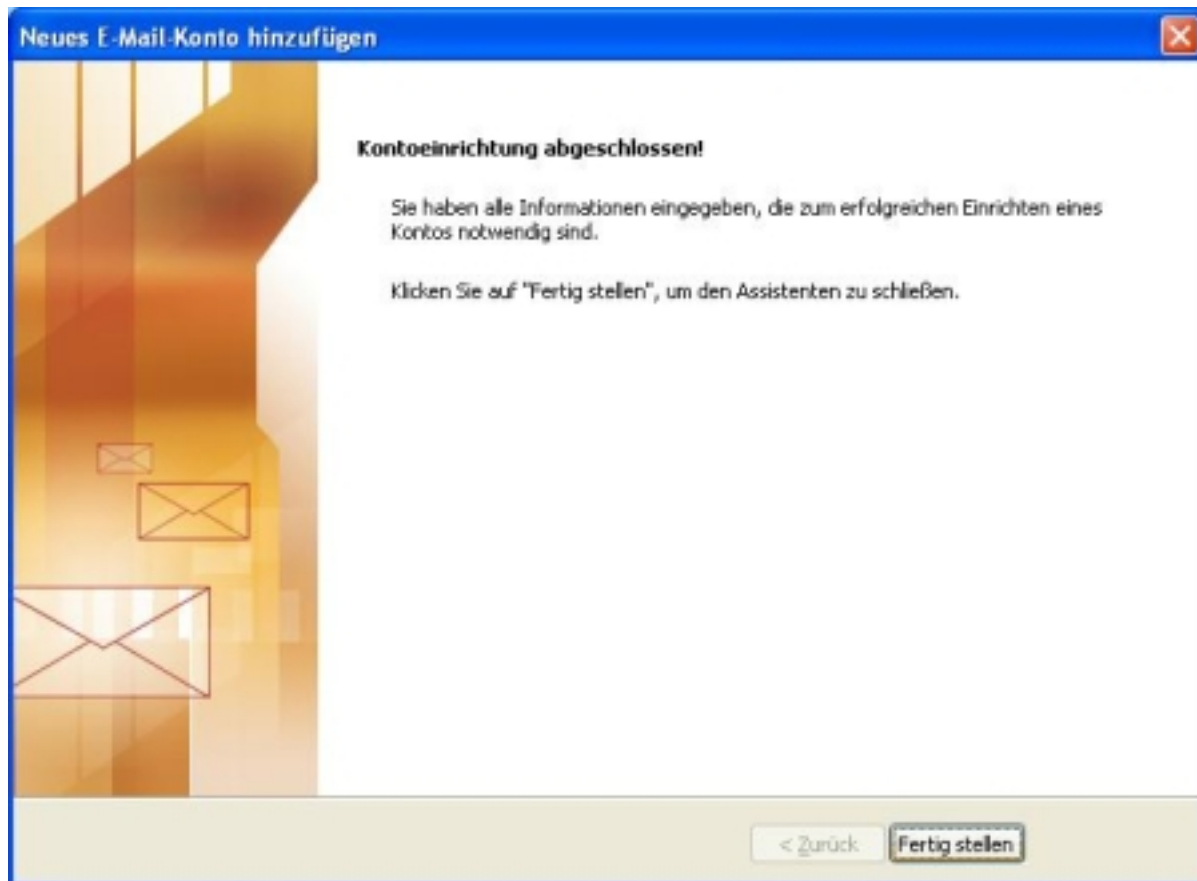 Neues E-Mail-Konto hinzufügen
Kontoeinrichtung abgeschlossen!
Sie haben alle Informationen eingegeben, die zum erfolgreichen Einrichten eines
Kontos notwendig sind.
Klicken Sie auf "Fertig stellen", um den Assistenten zu schließen.
< Zurück
Fertig stellen